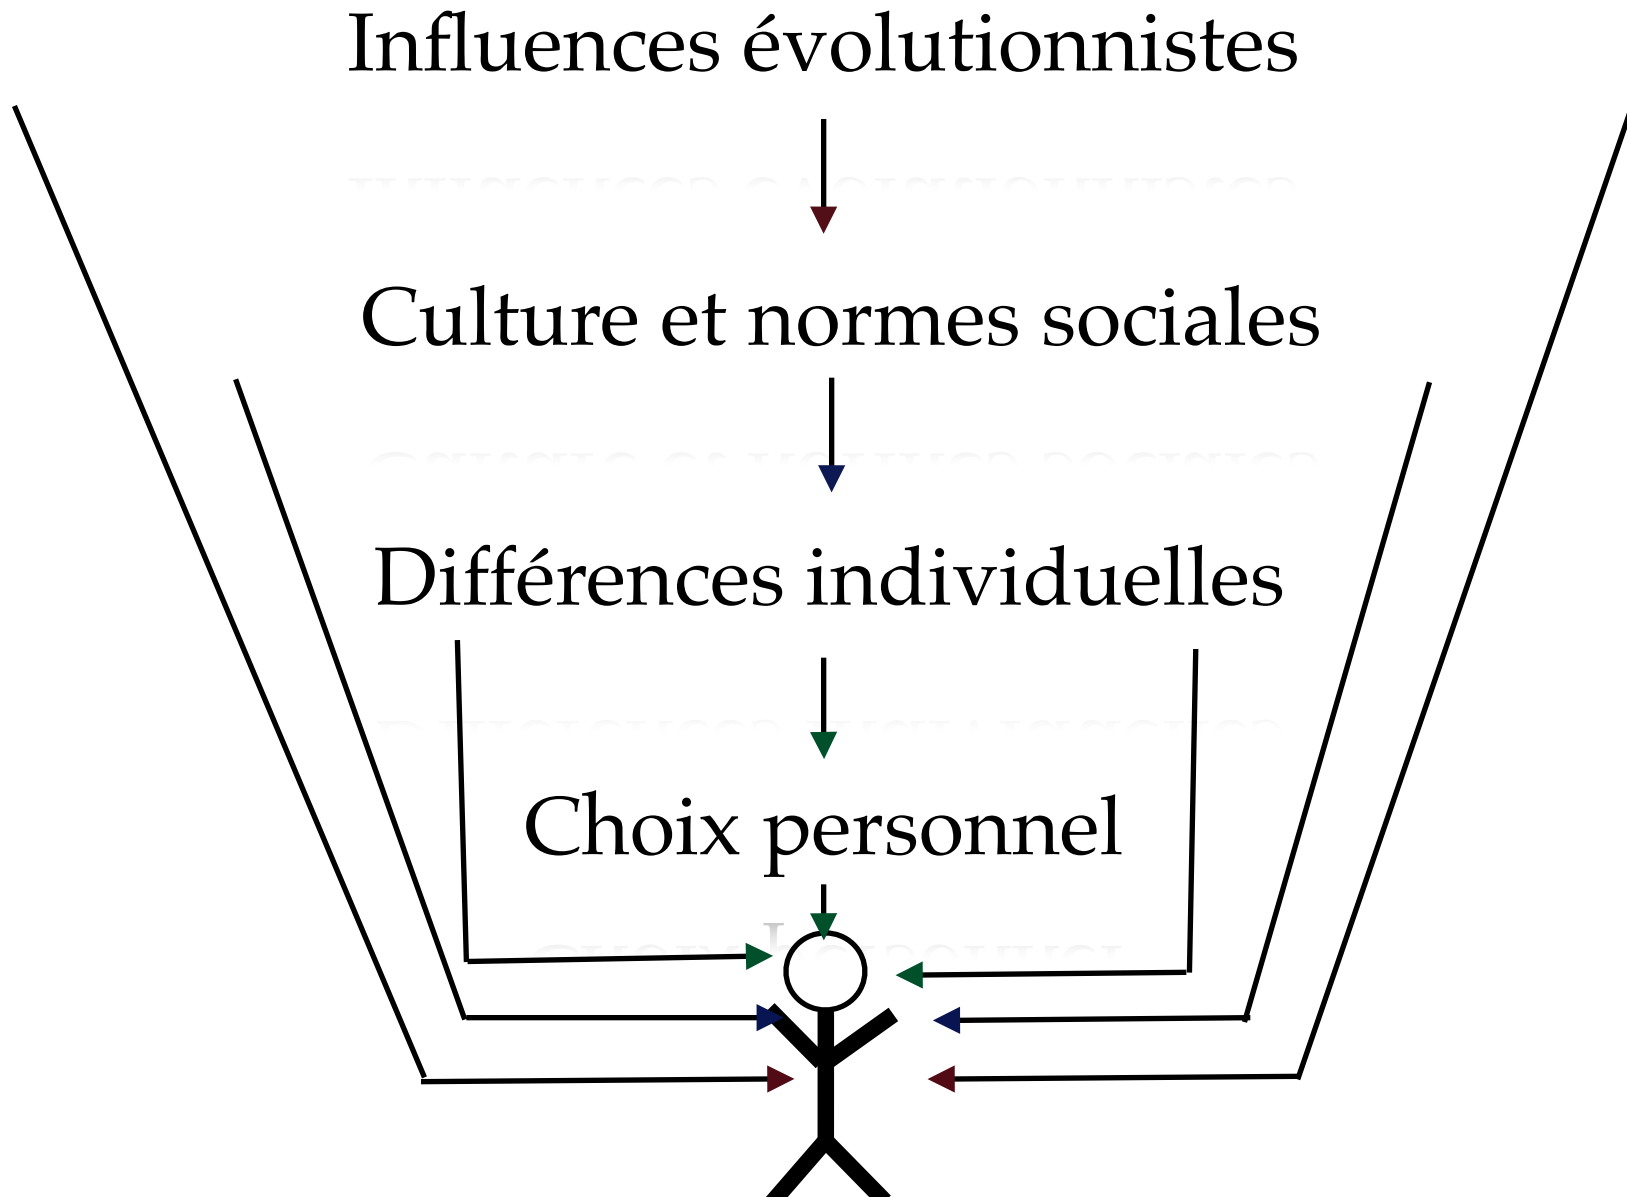 Influences évolutionnistes
Culture et normes sociales
Différences individuelles
Choix personnel